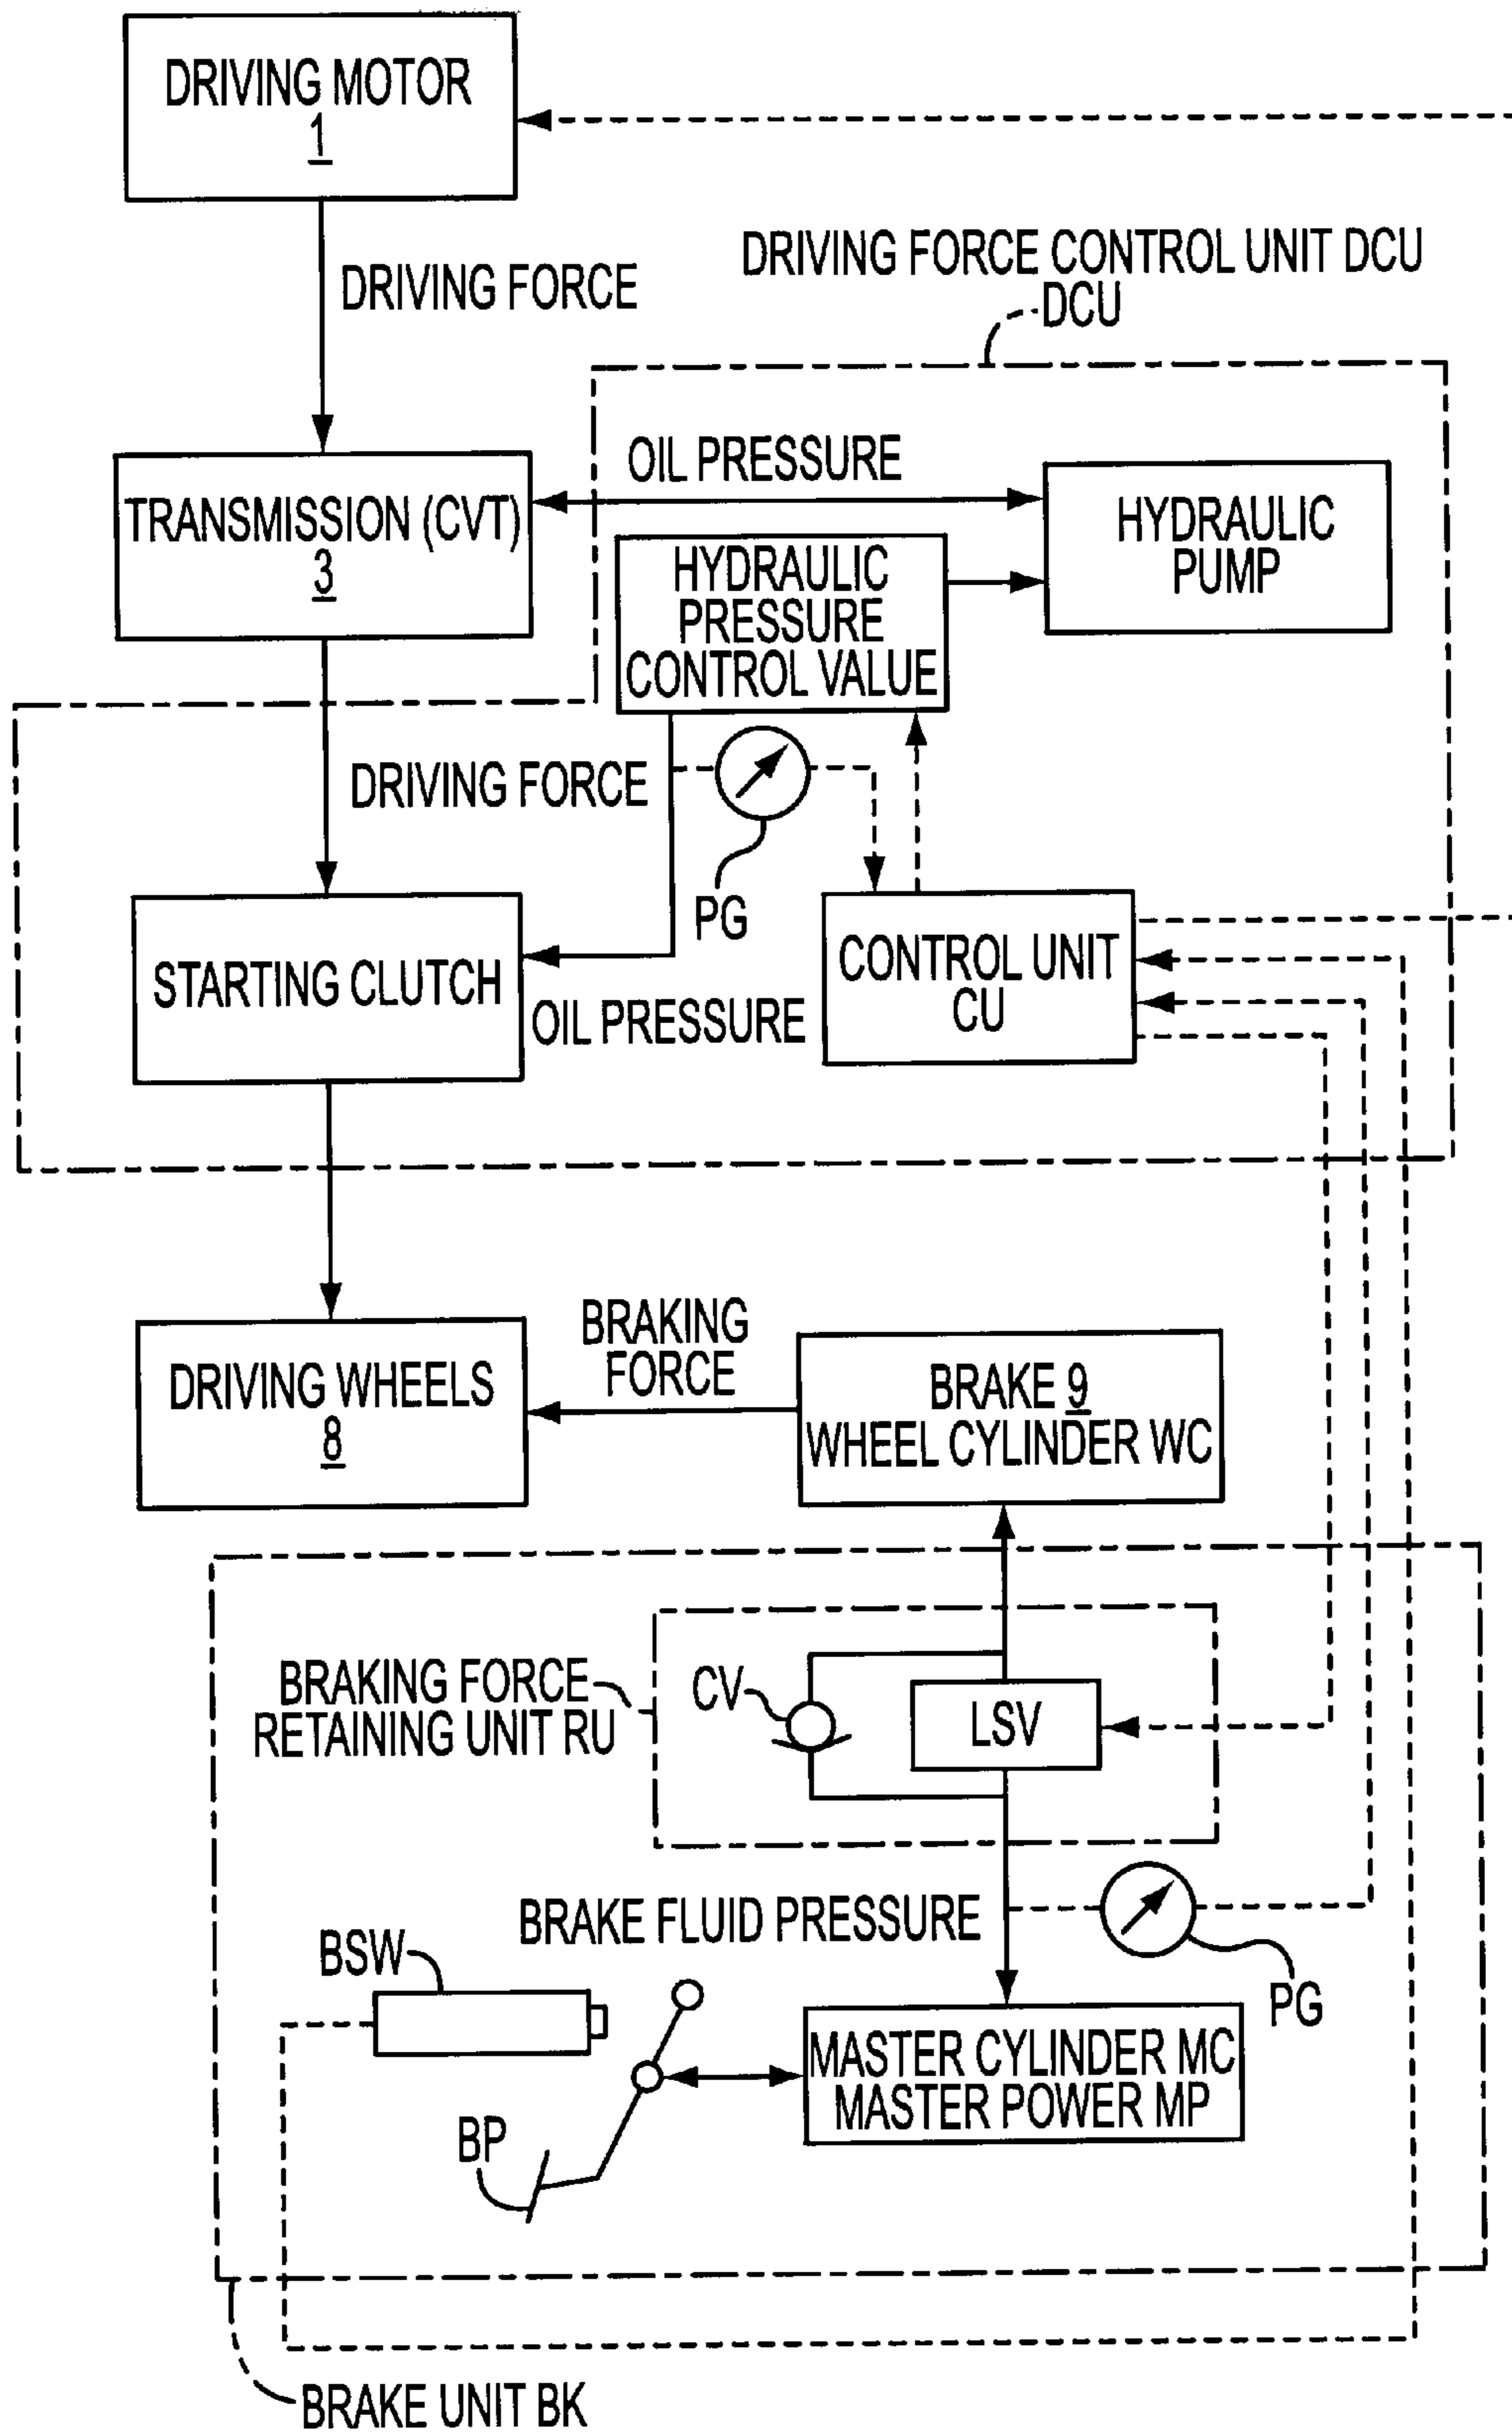 DRIVING MOTOR
1
DRIVING FORCE
DRIVING FORCE CONTROL UNIT DCU
DCU
OIL PRESSURE
TRANSMISSION (CVT)
3
HYDRAULIC
PUMP
HYDRAULIC
PRESSURE
CONTROL VALUE
DRIVING FORCE
PG
STARTING CLUTCH
OIL PRESSURE
CONTROL UNIT
CU
DRIVING WHEELS
8
BRAKING
FORCE
BRAKE 9
WHEEL CYLINDER WC
BRAKING FORCE
RETAINING UNIT RU
CV
LSV
BRAKE FLUID PRESSURE
PG
BSW
MASTER CYLINDER MC
MASTER POWER MP
BP
BRAKE UNIT BK